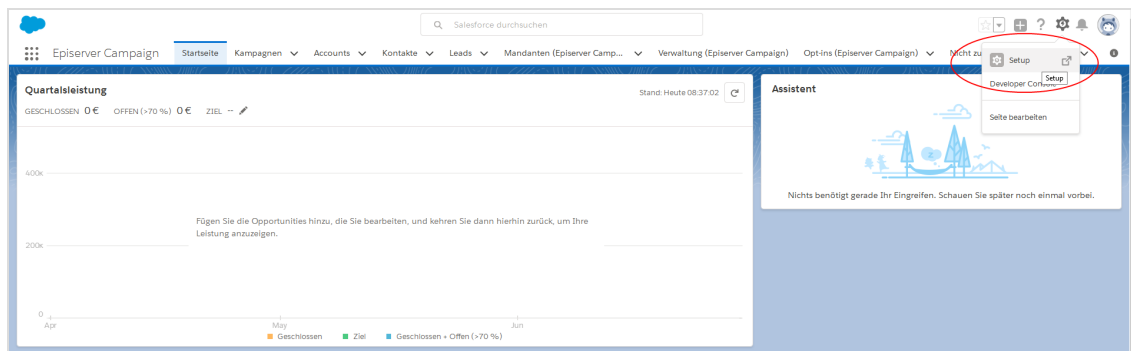 Salesforce durchsuchen
Episerver Campaign Startseite Kampagnen Accounts Kontakte Leads Mandanten (Episerver Camp... Verwaltung (Episerver Campaign) Opt-ins (Episerver Campaign) Nicht zu
Setup
Setup
Developer Console
Seite bearbeiten
Quartalsleistung
Stand: Heute 08:37:02
GESCHLOSSEN 0 € OFFEN (>70 %) 0 € ZIEL --
400K
Fügen Sie die Opportunities hinzu, die Sie bearbeiten, und kehren Sie dann hierhin zurück, um Ihre
Leistung anzuzeigen.
200K
0
Apr May Jun
Geschlossen Ziel Geschlossen + Offen (>70 %)
Assistent
Nichts benötigt gerade Ihr Eingreifen. Schauen Sie später noch einmal vorbei.